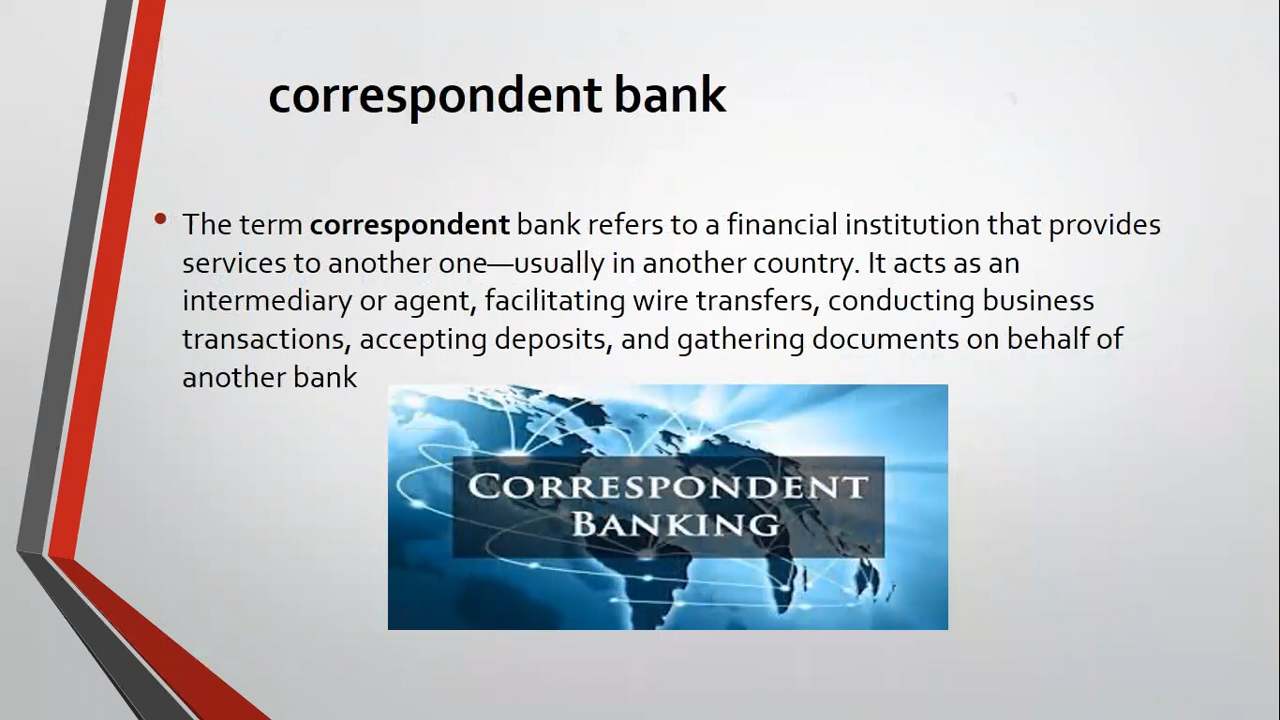 correspondent bank
• The term correspondent bank refers to a financial institution that provides
services to another one—usually in another country. It acts as an
intermediary or agent, facilitating wire transfers, conducting business
transactions, accepting deposits, and gathering documents on behalf of
another bank
CORRESPONDENT
BANKING